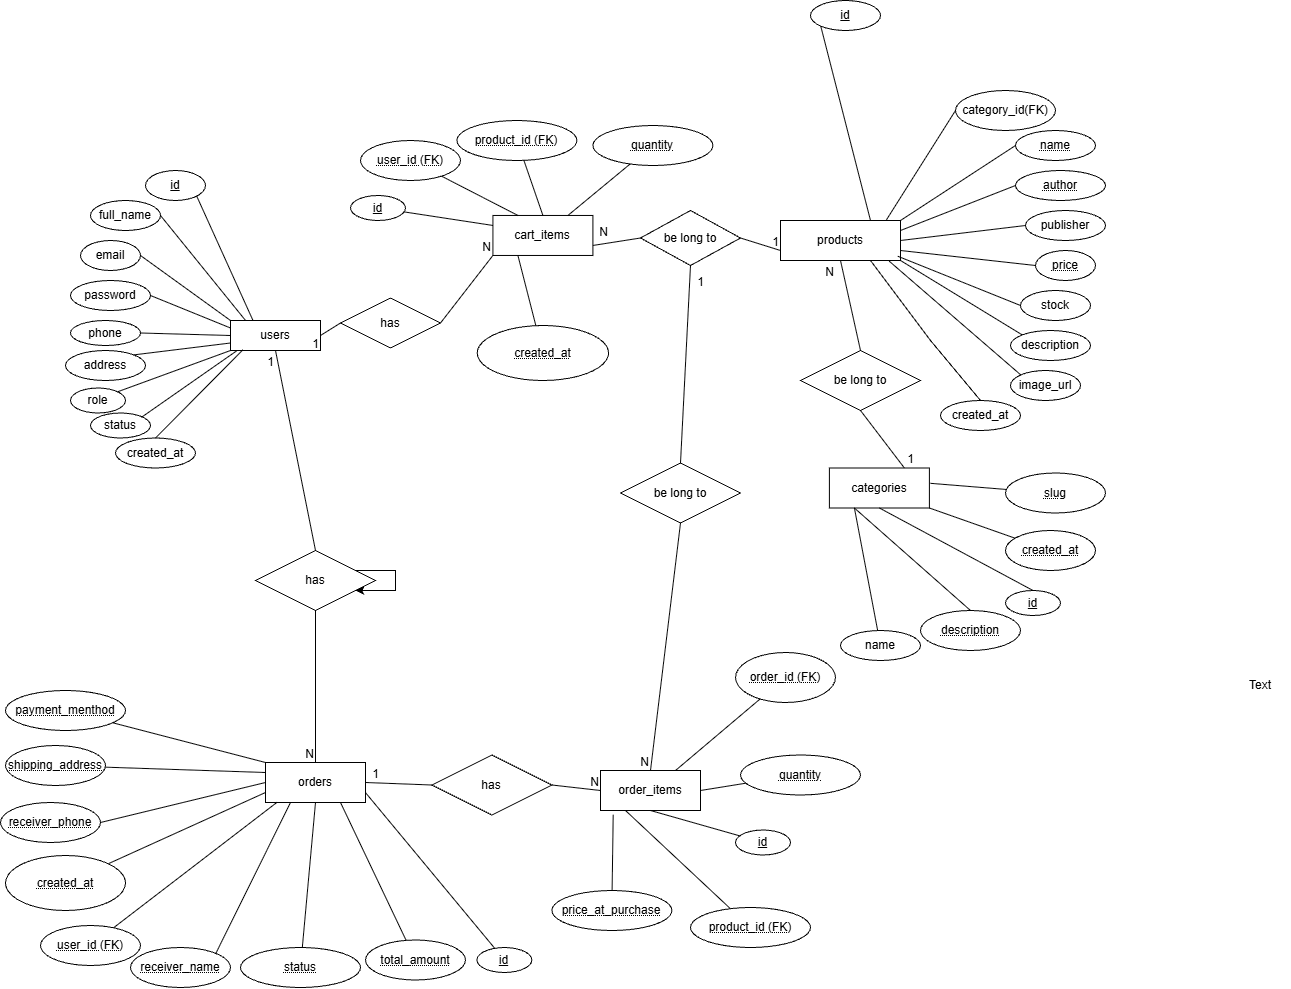 id
category_id(FK)
name
author
publisher
price
stock
description
image_url
created_at
products
1
N
product_id (FK)
user_id (FK)
quantity
id
cart_items
N
N
created_at
be long to
1
id
full_name
email
password
phone
address
role
status
created_at
users
1
1
has
be long to
1
categories
slug
created_at
id
description
name
be long to
has
N
Text
order_id (FK)
quantity
id
product_id (FK)
price_at_purchase
order_items
N
N
has
1
orders
payment_menthod
shipping_address
receiver_phone
created_at
user_id (FK)
receiver_name
status
total_amount
id